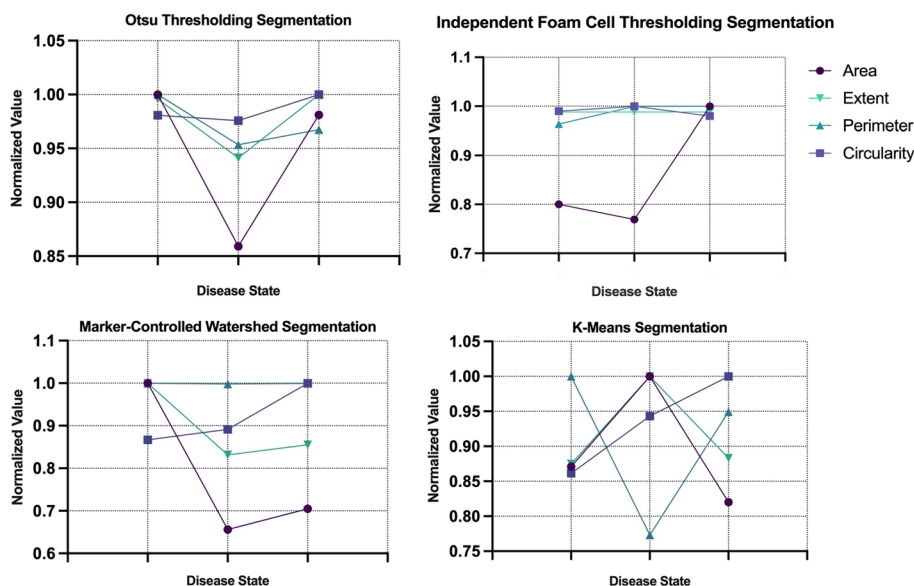 Otsu Thresholding Segmentation
1.05
1.00
0.95
0.90
0.85
Normalized Value
Disease State
Independent Foam Cell Thresholding Segmentation
1.1
1.0
0.9
0.8
0.7
Normalized Value
Disease State
Area
Extent
Perimeter
Circularity
Marker-Controlled Watershed Segmentation
1.1
1.0
0.9
0.8
0.7
0.6
Normalized Value
Disease State
K-Means Segmentation
1.05
1.00
0.95
0.90
0.85
0.80
0.75
Normalized Value
Disease State